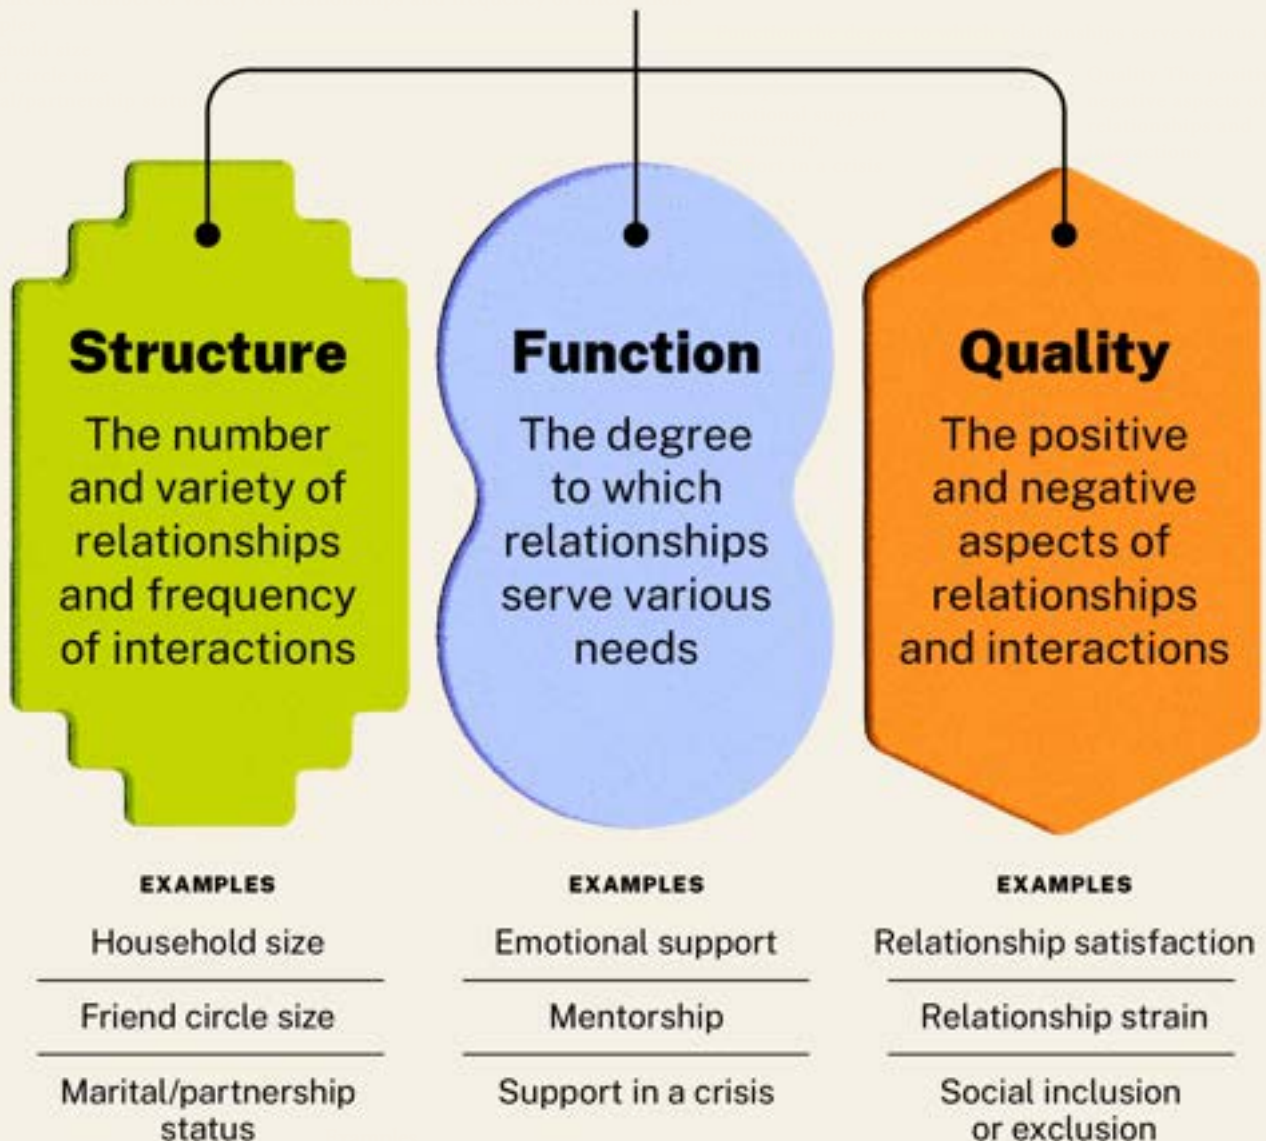 Structure
The number
and variety of
relationships
and frequency
of interactions
EXAMPLES
Household size
Friend circle size
Marital/partnership
status
Function
The degree
to which
relationships
serve various
needs
EXAMPLES
Emotional support
Mentorship
Support in a crisis
Quality
The positive
and negative
aspects of
relationships
and interactions
EXAMPLES
Relationship satisfaction
Relationship strain
Social inclusion
or exclusion